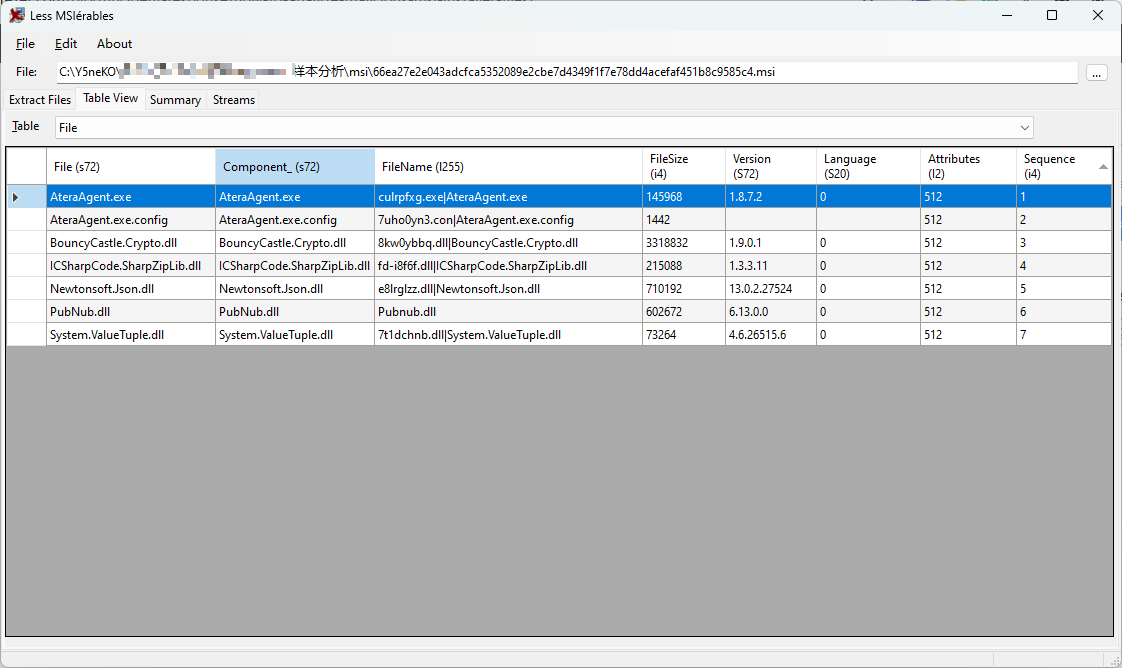 Less MSIérables
File Edit About
File: C:\Y5neKO\ 样本分析\msi\66ea27e2e043adcfca5352089e2cbe7d4349f1f7e78dd4acefaf451b8c9585c4.msi ...
Extract Files Table View Summary Streams
Table File
File (s72) Component_ (s72) FileName (l255) FileSize (i4) Version (S72) Language (S20) Attributes (I2) Sequence (i4)
AteraAgent.exe AteraAgent.exe culrpfxg.exe|AteraAgent.exe 145968 1.8.7.2 0 512 1
AteraAgent.exe.config AteraAgent.exe.config 7uho0yn3.con|AteraAgent.exe.config 1442 512 2
BouncyCastle.Crypto.dll BouncyCastle.Crypto.dll 8kw0ybbq.dll|BouncyCastle.Crypto.dll 3318832 1.9.0.1 0 512 3
ICSharpCode.SharpZipLib.dll ICSharpCode.SharpZipLib.dll fd-i8f6f.dll|ICSharpCode.SharpZipLib.dll 215088 1.3.3.11 0 512 4
Newtonsoft.Json.dll Newtonsoft.Json.dll e8lrglzz.dll|Newtonsoft.Json.dll 710192 13.0.2.27524 0 512 5
PubNub.dll PubNub.dll Pubnub.dll 602672 6.13.0.0 0 512 6
System.ValueTuple.dll System.ValueTuple.dll 7t1dchnb.dll|System.ValueTuple.dll 73264 4.6.26515.6 0 512 7